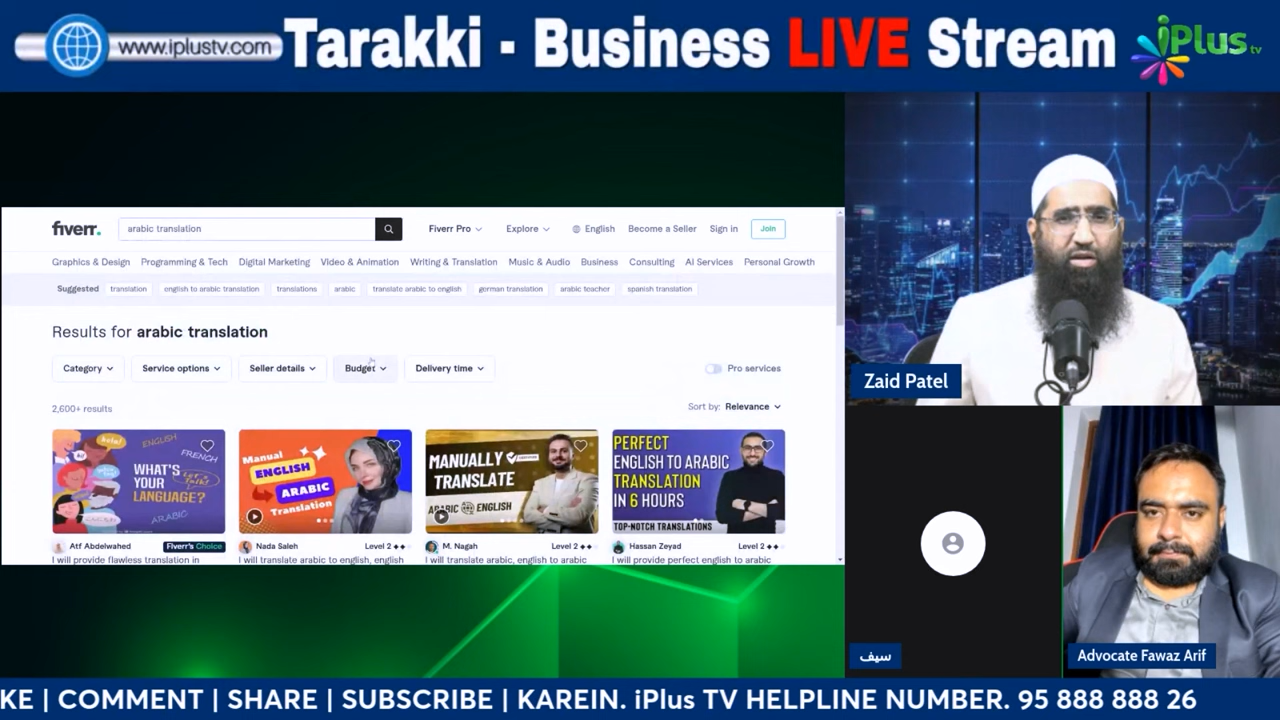 www.iplustv.com
Tarakki - Business LIVE Stream
iPlus tv
fiverr.
arabic translation
Fiverr Pro
Explore
English
Become a Seller
Sign in
Join
Graphics & Design
Programming & Tech
Digital Marketing
Video & Animation
Writing & Translation
Music & Audio
Business
Consulting
AI Services
Personal Growth
Suggested
translation
english to arabic translation
translations
arabic
translate arabic to english
german translation
arabic teacher
spanish translation
Results for arabic translation
Category
Service options
Seller details
Budget
Delivery time
Pro services
2,600+ results
Sort by: Relevance
hola!
ENGLISH
FRENCH
WHAT'S
YOUR
LANGUAGE?
Let's
Talk!
ARABIC
Manual
ENGLISH
ARABIC
Translation
MANUALLY
TRANSLATE
ARABIC
ENGLISH
PERFECT
ENGLISH TO ARABIC
TRANSLATION
IN 6 HOURS
TOP-NOTCH TRANSLATIONS
Atf Abdelwahed
Fiverr's Choice
I will provide flawless translation in
Nada Saleh
Level 2
I will translate arabic to english, english
M. Nagah
Level 2
I will translate arabic, english to arabic
Hassan Zeyad
Level 2
I will provide perfect english to arabic
Zaid Patel
سيف
Advocate Fawaz Arif
KE | COMMENT | SHARE | SUBSCRIBE | KAREIN. iPlus TV HELPLINE NUMBER. 95 888 888 26